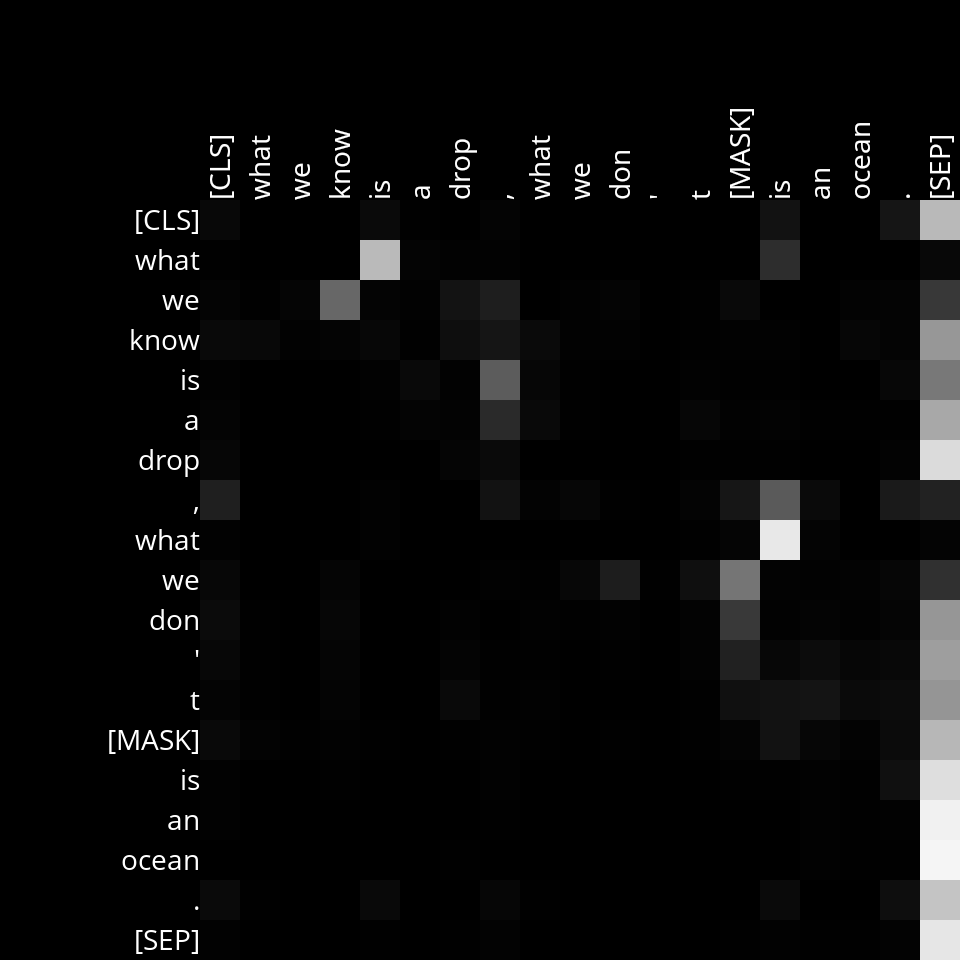 [CLS] what we know is a drop , what we don ' t [MASK] is an ocean . [SEP]
[CLS]
what
we
know
is
a
drop
,
what
we
don
'
t
[MASK]
is
an
ocean
.
[SEP]